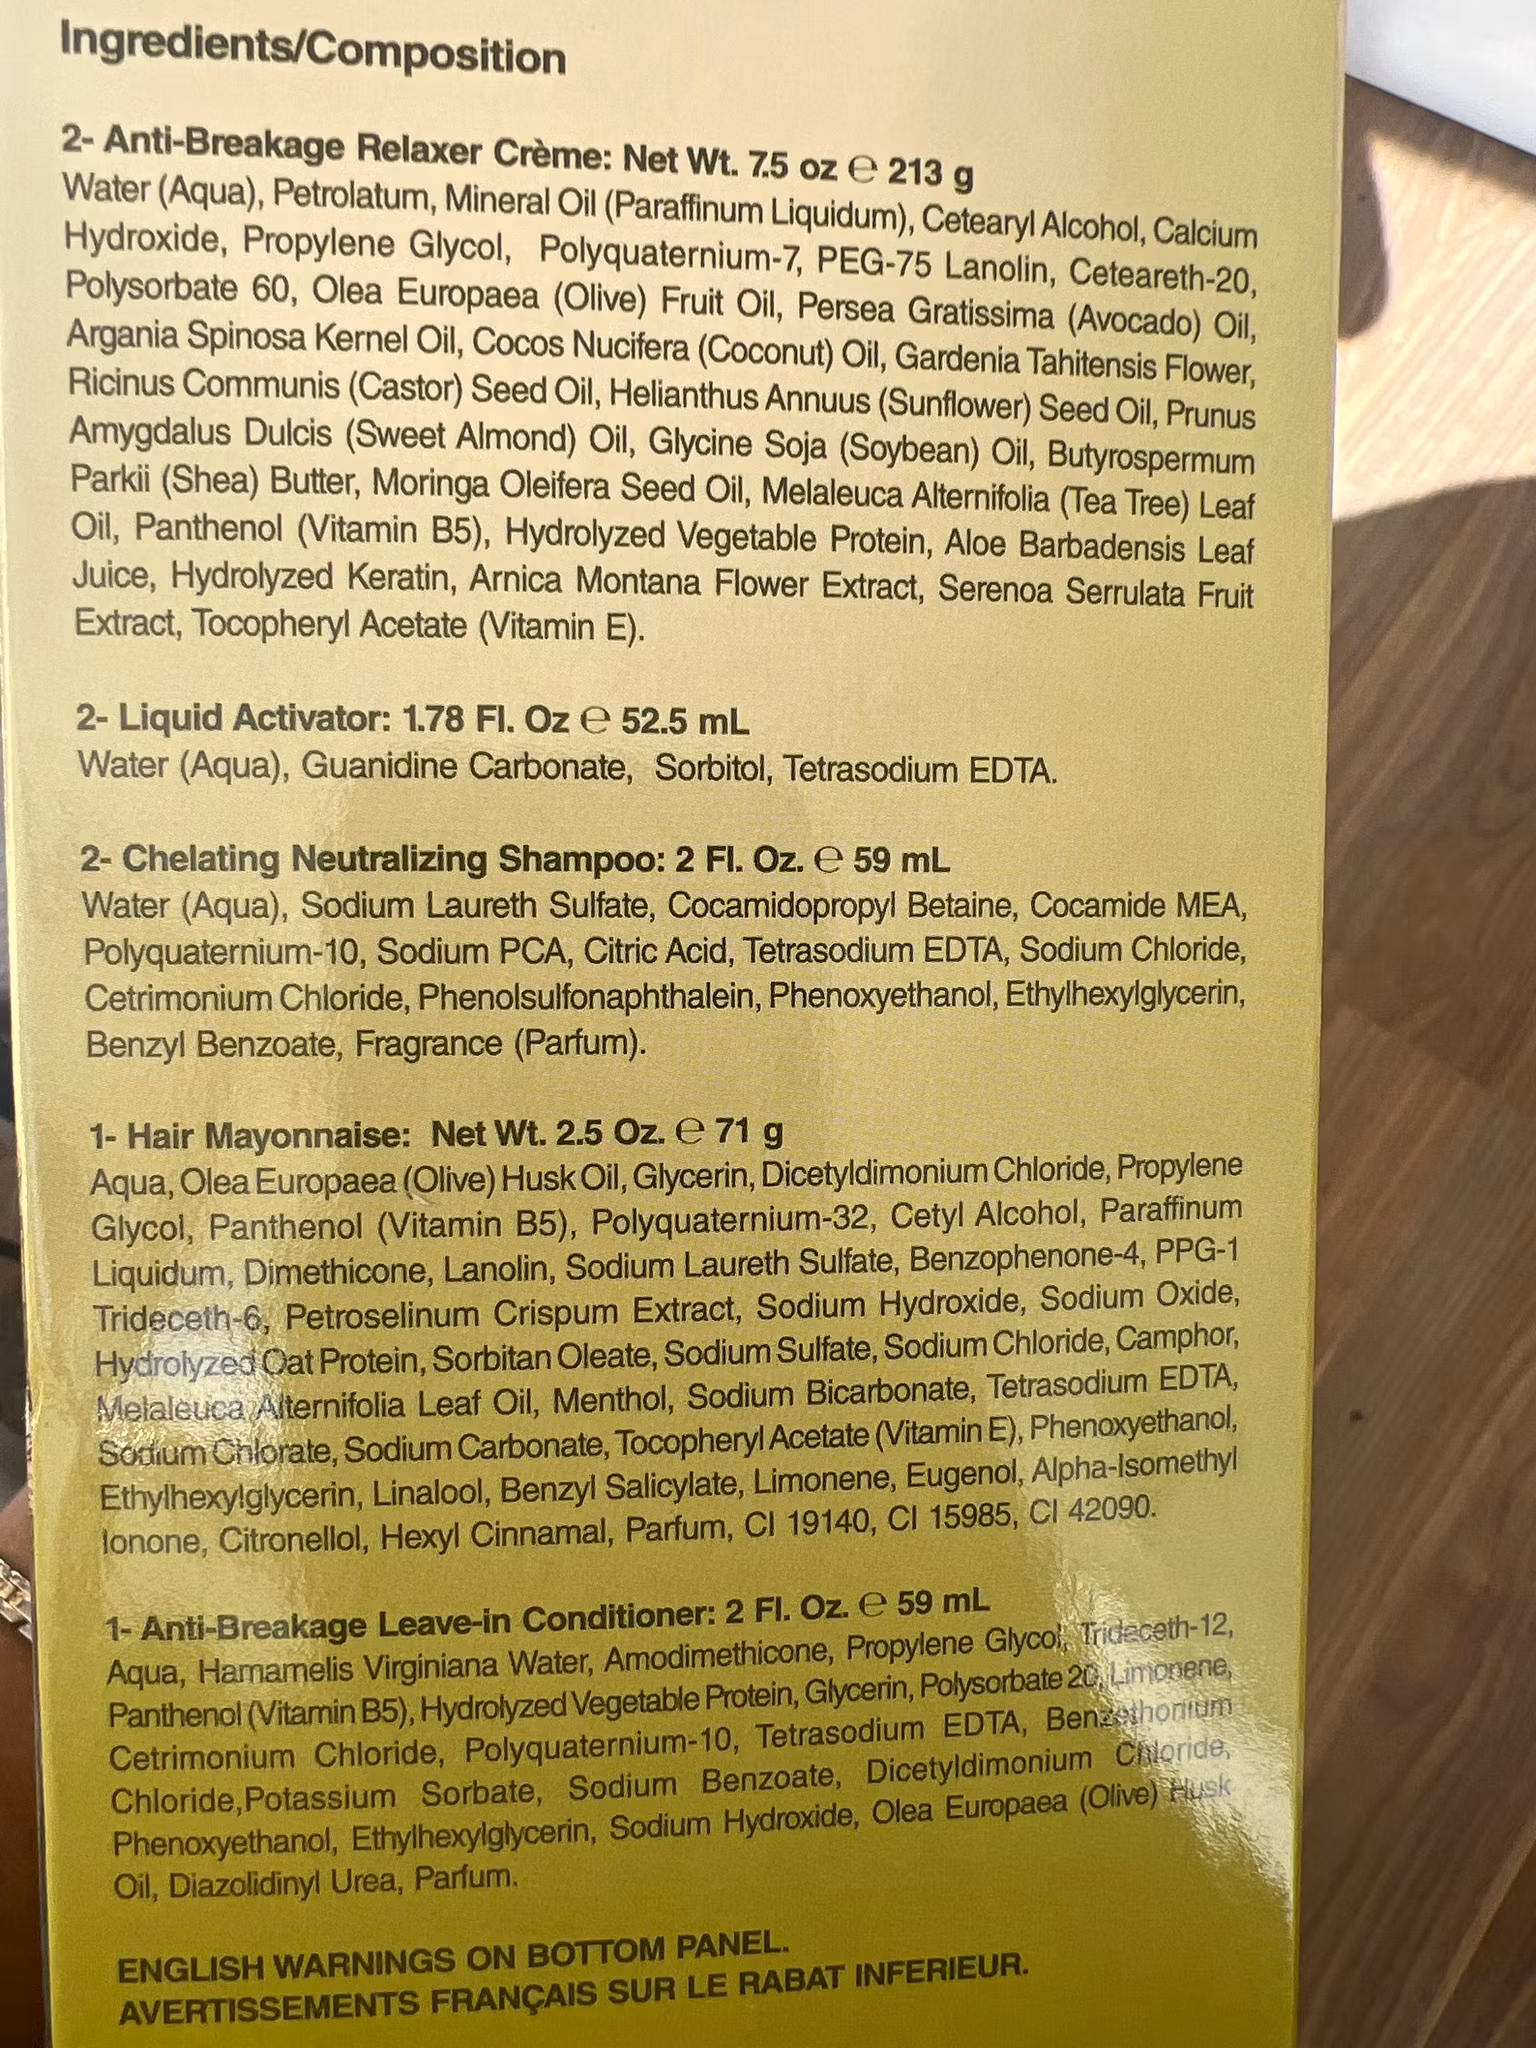 Ingredients/Composition
2- Anti-Breakage Relaxer Crème: Net Wt. 7.5 oz ℮ 213 g
Water (Aqua), Petrolatum, Mineral Oil (Paraffinum Liquidum), Cetearyl Alcohol, Calcium
Hydroxide, Propylene Glycol, Polyquaternium-7, PEG-75 Lanolin, Ceteareth-20,
Polysorbate 60, Olea Europaea (Olive) Fruit Oil, Persea Gratissima (Avocado) Oil,
Argania Spinosa Kernel Oil, Cocos Nucifera (Coconut) Oil, Gardenia Tahitensis Flower,
Ricinus Communis (Castor) Seed Oil, Helianthus Annuus (Sunflower) Seed Oil, Prunus
Amygdalus Dulcis (Sweet Almond) Oil, Glycine Soja (Soybean) Oil, Butyrospermum
Parkii (Shea) Butter, Moringa Oleifera Seed Oil, Melaleuca Alternifolia (Tea Tree) Leaf
Oil, Panthenol (Vitamin B5), Hydrolyzed Vegetable Protein, Aloe Barbadensis Leaf
Juice, Hydrolyzed Keratin, Arnica Montana Flower Extract, Serenoa Serrulata Fruit
Extract, Tocopheryl Acetate (Vitamin E).
2- Liquid Activator: 1.78 Fl. Oz ℮ 52.5 mL
Water (Aqua), Guanidine Carbonate, Sorbitol, Tetrasodium EDTA.
2- Chelating Neutralizing Shampoo: 2 Fl. Oz. ℮ 59 mL
Water (Aqua), Sodium Laureth Sulfate, Cocamidopropyl Betaine, Cocamide MEA,
Polyquaternium-10, Sodium PCA, Citric Acid, Tetrasodium EDTA, Sodium Chloride,
Cetrimonium Chloride, Phenolsulfonaphthalein, Phenoxyethanol, Ethylhexylglycerin,
Benzyl Benzoate, Fragrance (Parfum).
1- Hair Mayonnaise: Net Wt. 2.5 Oz. ℮ 71 g
Aqua, Olea Europaea (Olive) Husk Oil, Glycerin, Dicetyldimonium Chloride, Propylene
Glycol, Panthenol (Vitamin B5), Polyquaternium-32, Cetyl Alcohol, Paraffinum
Liquidum, Dimethicone, Lanolin, Sodium Laureth Sulfate, Benzophenone-4, PPG-1
Trideceth-6, Petroselinum Crispum Extract, Sodium Hydroxide, Sodium Oxide,
Hydrolyzed Oat Protein, Sorbitan Oleate, Sodium Sulfate, Sodium Chloride, Camphor,
Melaleuca Alternifolia Leaf Oil, Menthol, Sodium Bicarbonate, Tetrasodium EDTA,
Sodium Chlorate, Sodium Carbonate, Tocopheryl Acetate (Vitamin E), Phenoxyethanol,
Ethylhexylglycerin, Linalool, Benzyl Salicylate, Limonene, Eugenol, Alpha-Isomethyl
Ionone, Citronellol, Hexyl Cinnamal, Parfum, CI 19140, CI 15985, CI 42090.
1- Anti-Breakage Leave-in Conditioner: 2 Fl. Oz. ℮ 59 mL
Aqua, Hamamelis Virginiana Water, Amodimethicone, Propylene Glycol, Trideceth-12,
Panthenol (Vitamin B5), Hydrolyzed Vegetable Protein, Glycerin, Polysorbate 20, Limonene,
Cetrimonium Chloride, Polyquaternium-10, Tetrasodium EDTA, Benzethonium
Chloride,Potassium Sorbate, Sodium Benzoate, Dicetyldimonium Chloride,
Phenoxyethanol, Ethylhexylglycerin, Sodium Hydroxide, Olea Europaea (Olive) Husk
Oil, Diazolidinyl Urea, Parfum.
ENGLISH WARNINGS ON BOTTOM PANEL.
AVERTISSEMENTS FRANÇAIS SUR LE RABAT INFERIEUR.